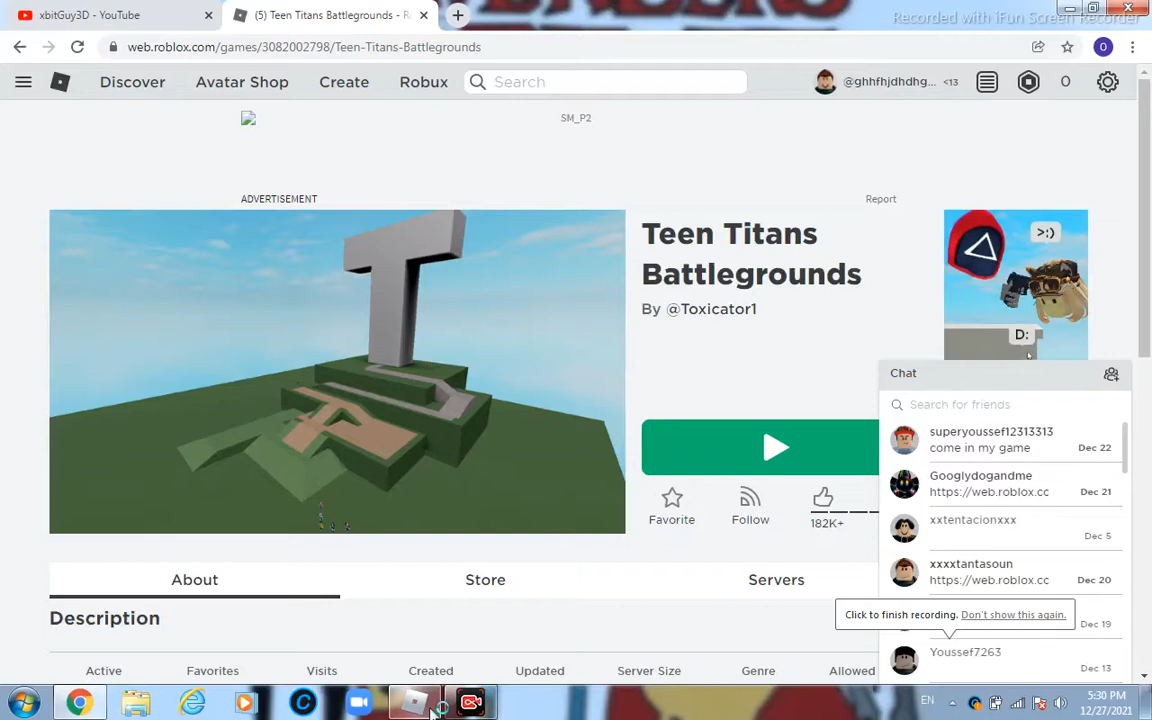 xbitGuy3D - YouTube
(5) Teen Titans Battlegrounds - R
Recorded with iFun Screen Recorder
web.roblox.com/games/3082002798/Teen-Titans-Battlegrounds
Discover
Avatar Shop
Create
Robux
Search
@ghhfhjdhdhg...
<13
0
SM_P2
ADVERTISEMENT
Report
Teen Titans
Battlegrounds
By @Toxicator1
>:)
D:
Chat
Search for friends
superyoussef12313313
come in my game
Dec 22
Googlydogandme
https://web.roblox.cc
Dec 21
xxtentacionxxx
Dec 5
xxxxtantasoun
https://web.roblox.cc
Dec 20
Dec 19
Youssef7263
Dec 13
Favorite
Follow
182K+
About
Store
Servers
Click to finish recording. Don't show this again.
Description
Active
Favorites
Visits
Created
Updated
Server Size
Genre
Allowed
EN
5:30 PM
12/27/2021